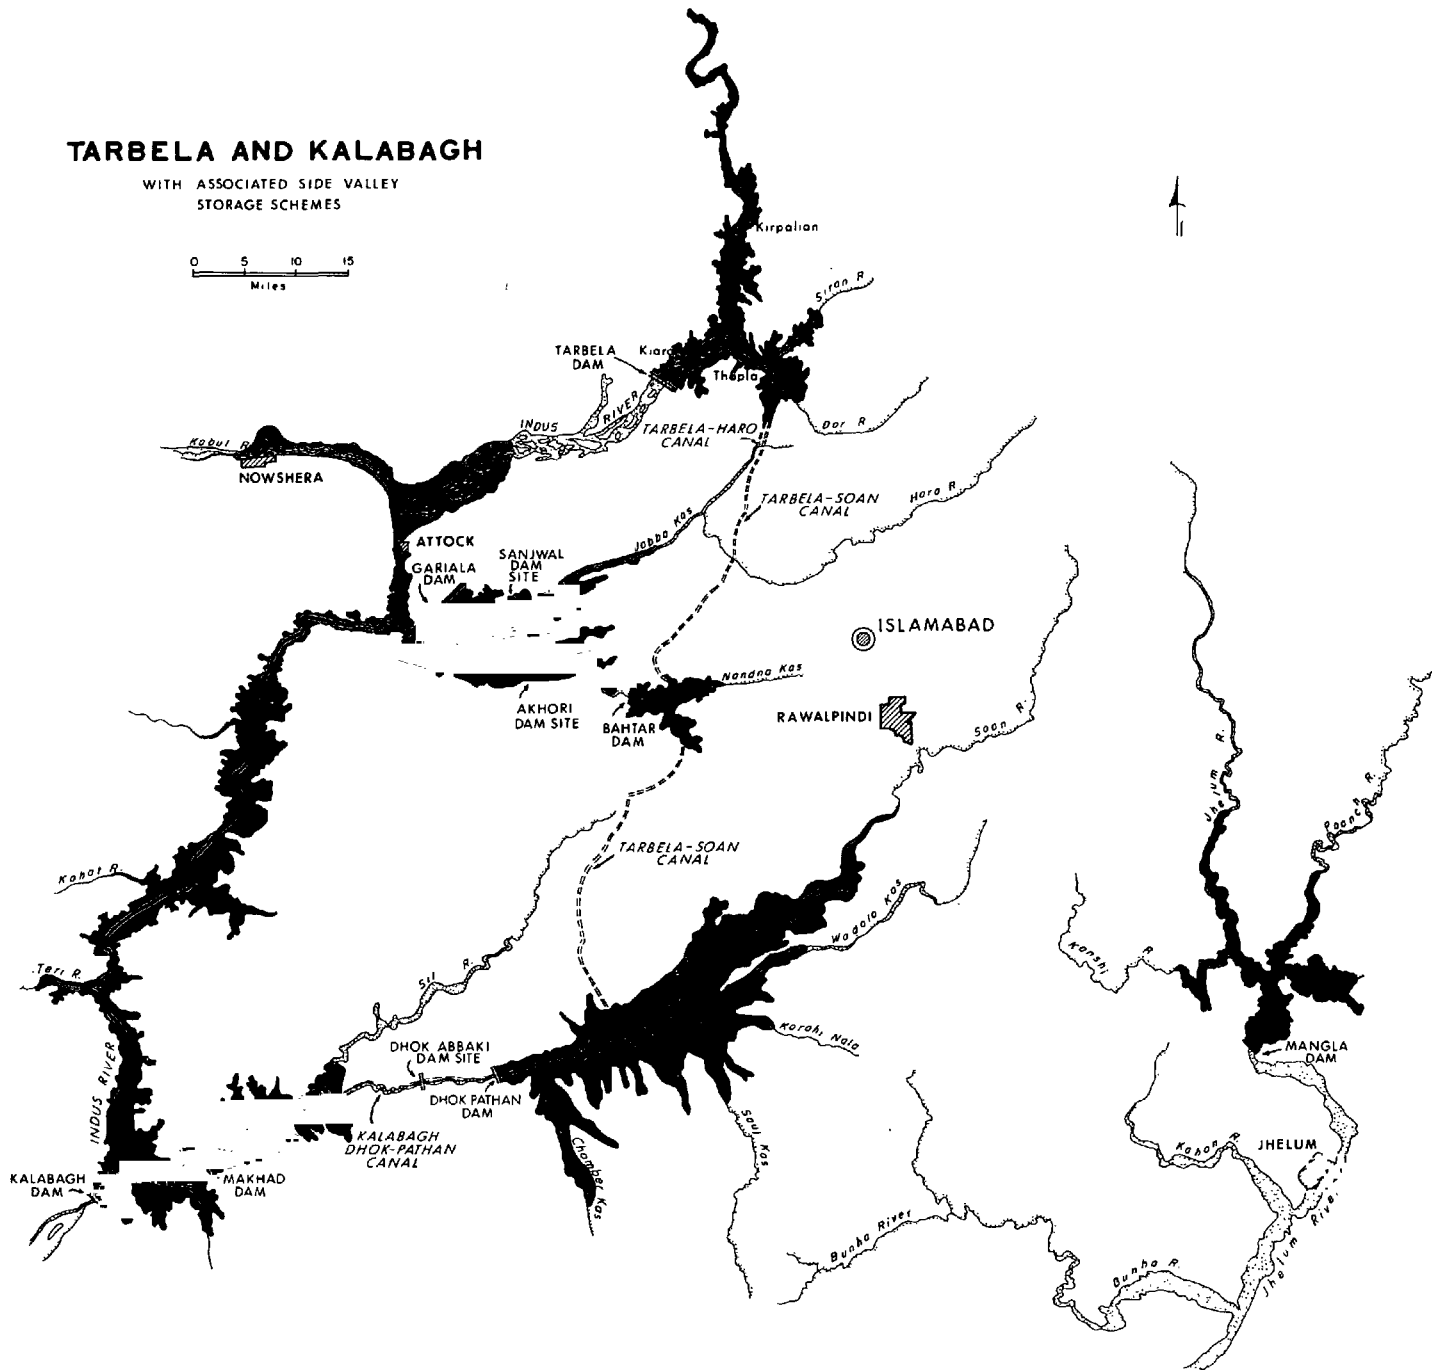 TARBELA AND KALABAGH
WITH ASSOCIATED SIDE VALLEY
STORAGE SCHEMES
0 5 10 15
Miles
Kirpalian
Siran R.
TARBELA
DAM
Kiara
Thapla
INDUS
RIVER
TARBELA-HARO
CANAL
Dor R.
Kabul R.
NOWSHERA
TARBELA-SOAN
CANAL
Haro R.
Jabba Kas
ATTOCK
GARIALA
DAM
SANJWAL
DAM
SITE
ISLAMABAD
Nandna Kas
AKHORI
DAM SITE
BAHTAR
DAM
RAWALPINDI
Soan R.
Jhelum R.
Poonch R.
TARBELA-SOAN
CANAL
Kohat R.
Wadala Kas
Kanshi R.
Teri R.
Sil R.
Korahi Nala
INDUS RIVER
DHOK ABBAKI
DAM SITE
DHOK PATHAN
DAM
MANGLA
DAM
KALABAGH
DHOK-PATHAN
CANAL
Chamber Kas
Sauj Kas
Kahan R.
JHELUM
KALABAGH
DAM
MAKHAD
DAM
Bunha River
Bunha R.
Jhelum River